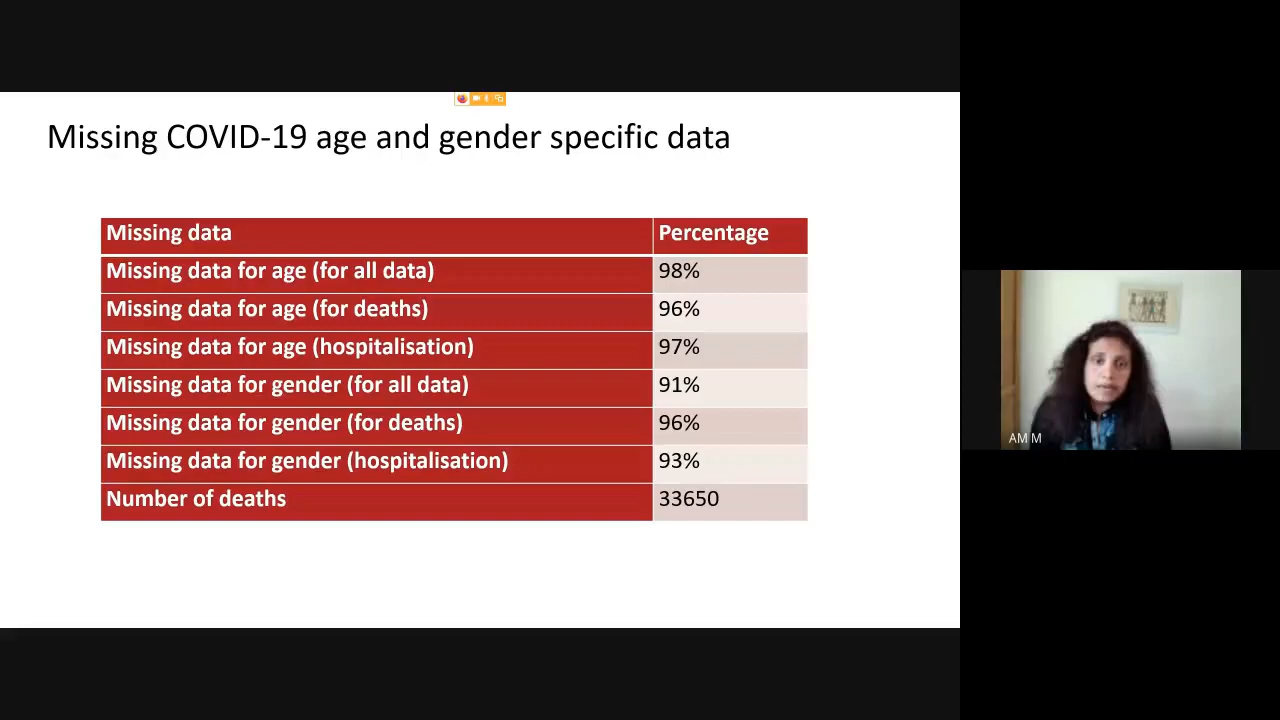 Missing COVID-19 age and gender specific data
Missing data Percentage
Missing data for age (for all data) 98%
Missing data for age (for deaths) 96%
Missing data for age (hospitalisation) 97%
Missing data for gender (for all data) 91%
Missing data for gender (for deaths) 96%
Missing data for gender (hospitalisation) 93%
Number of deaths 33650
AM M